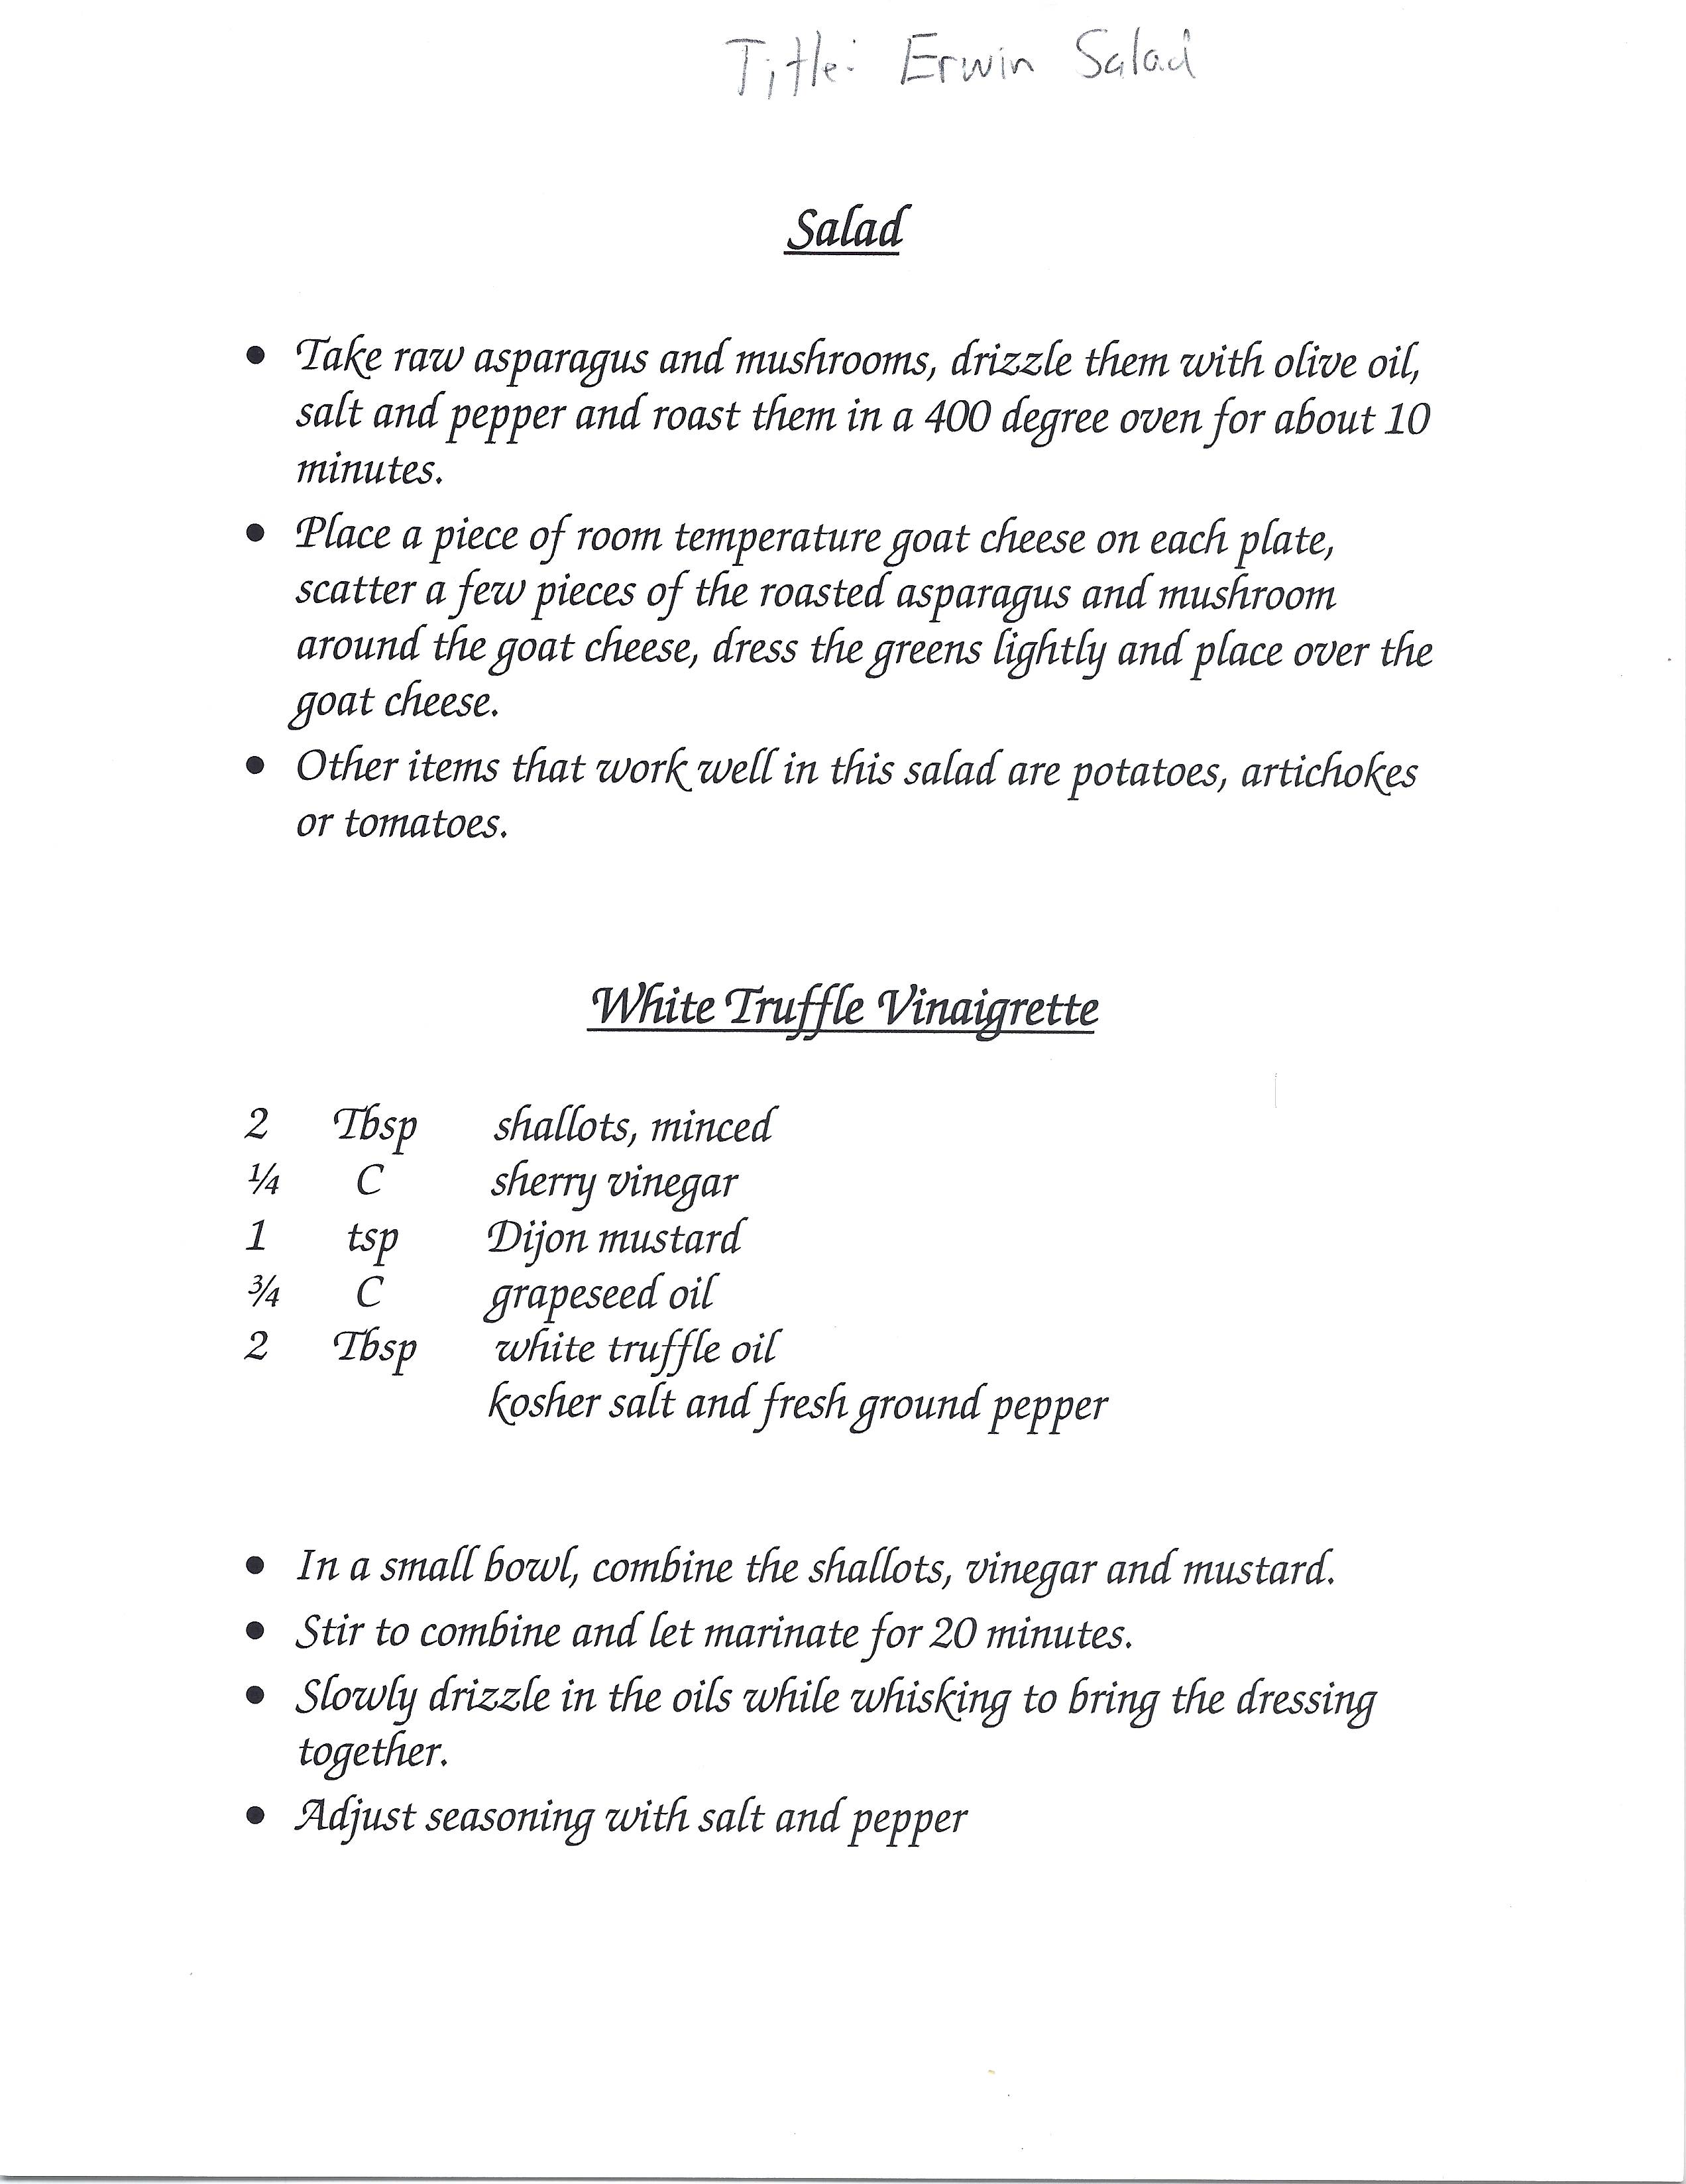 Title: Erwin Salad
Salad
• Take raw asparagus and mushrooms, drizzle them with olive oil,
salt and pepper and roast them in a 400 degree oven for about 10
minutes.
• Place a piece of room temperature goat cheese on each plate,
scatter a few pieces of the roasted asparagus and mushroom
around the goat cheese, dress the greens lightly and place over the
goat cheese.
• Other items that work well in this salad are potatoes, artichokes
or tomatoes.
White Truffle Vinaigrette
2 Tbsp shallots, minced
¼ C sherry vinegar
1 tsp Dijon mustard
¾ C grapeseed oil
2 Tbsp white truffle oil
kosher salt and fresh ground pepper
• In a small bowl, combine the shallots, vinegar and mustard.
• Stir to combine and let marinate for 20 minutes.
• Slowly drizzle in the oils while whisking to bring the dressing
together.
• Adjust seasoning with salt and pepper